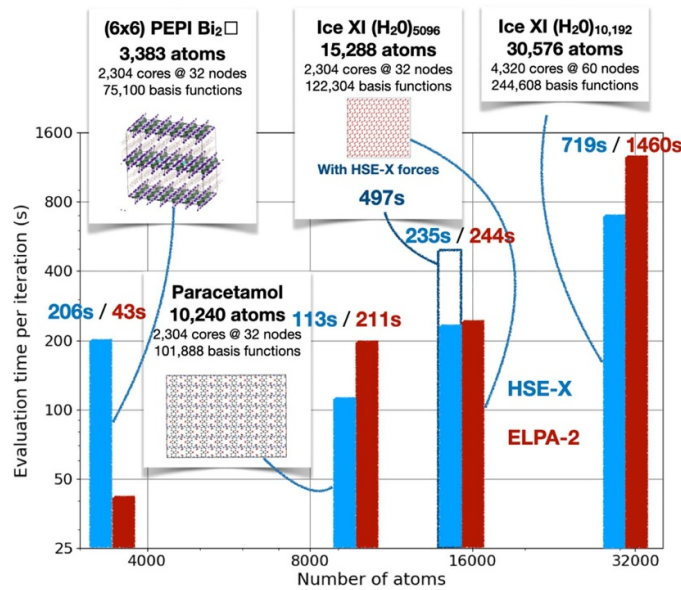 (6x6) PEPI Bi₂□
3,383 atoms
2,304 cores @ 32 nodes
75,100 basis functions
Ice XI (H₂0)₅₀₉₆
15,288 atoms
2,304 cores @ 32 nodes
122,304 basis functions
With HSE-X forces
497s
Ice XI (H₂0)₁₀,₁₉₂
30,576 atoms
4,320 cores @ 60 nodes
244,608 basis functions
Paracetamol
10,240 atoms
2,304 cores @ 32 nodes
101,888 basis functions
206s / 43s
113s / 211s
235s / 244s
719s / 1460s
HSE-X
ELPA-2
Evaluation time per iteration (s)
1600
800
400
200
100
50
25
4000
8000
16000
32000
Number of atoms